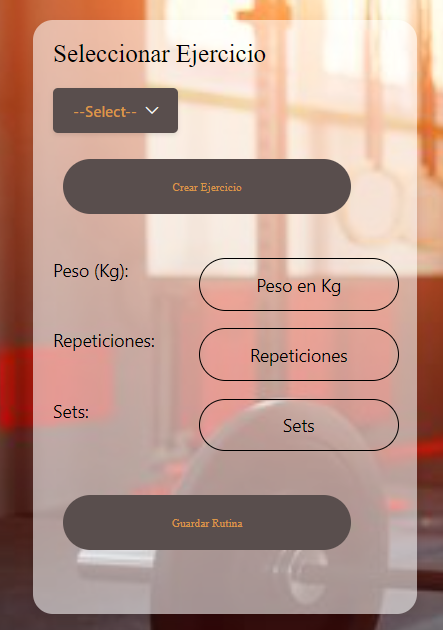 Seleccionar Ejercicio
--Select--
Crear Ejercicio
Peso (Kg):
Peso en Kg
Repeticiones:
Repeticiones
Sets:
Sets
Guardar Rutina